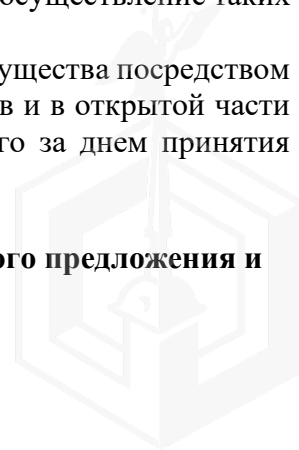 осуществление таких
ущества посредством
в и в открытой части
го за днем принятия
ого предложения и